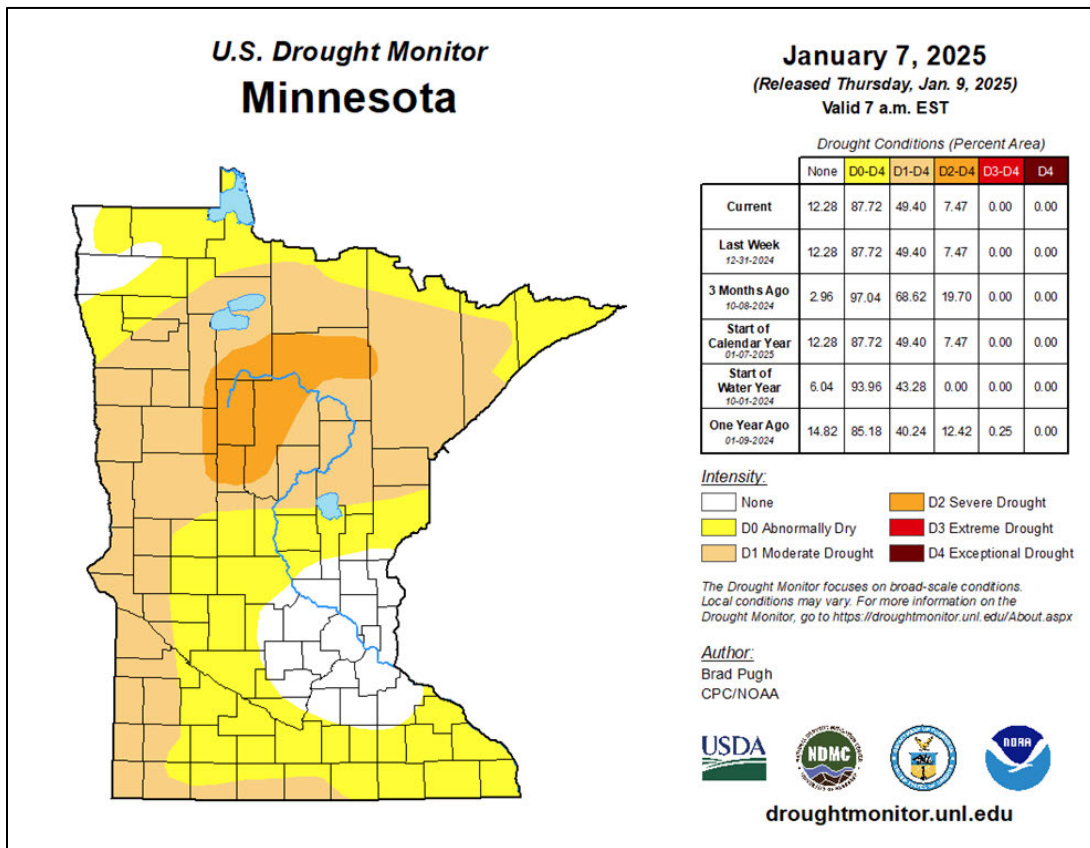 U.S. Drought Monitor
Minnesota
January 7, 2025
(Released Thursday, Jan. 9, 2025)
Valid 7 a.m. EST
Drought Conditions (Percent Area)
None D0-D4 D1-D4 D2-D4 D3-D4 D4
Current 12.28 87.72 49.40 7.47 0.00 0.00
Last Week
12-31-2024 12.28 87.72 49.40 7.47 0.00 0.00
3 Months Ago
10-08-2024 2.96 97.04 68.62 19.70 0.00 0.00
Start of
Calendar Year
01-07-2025 12.28 87.72 49.40 7.47 0.00 0.00
Start of
Water Year
10-01-2024 6.04 93.96 43.28 0.00 0.00 0.00
One Year Ago
01-09-2024 14.82 85.18 40.24 12.42 0.25 0.00
Intensity:
None
D0 Abnormally Dry
D1 Moderate Drought
D2 Severe Drought
D3 Extreme Drought
D4 Exceptional Drought
The Drought Monitor focuses on broad-scale conditions.
Local conditions may vary. For more information on the
Drought Monitor, go to https://droughtmonitor.unl.edu/About.aspx
Author:
Brad Pugh
CPC/NOAA
USDA
NDMC
NOAA
droughtmonitor.unl.edu